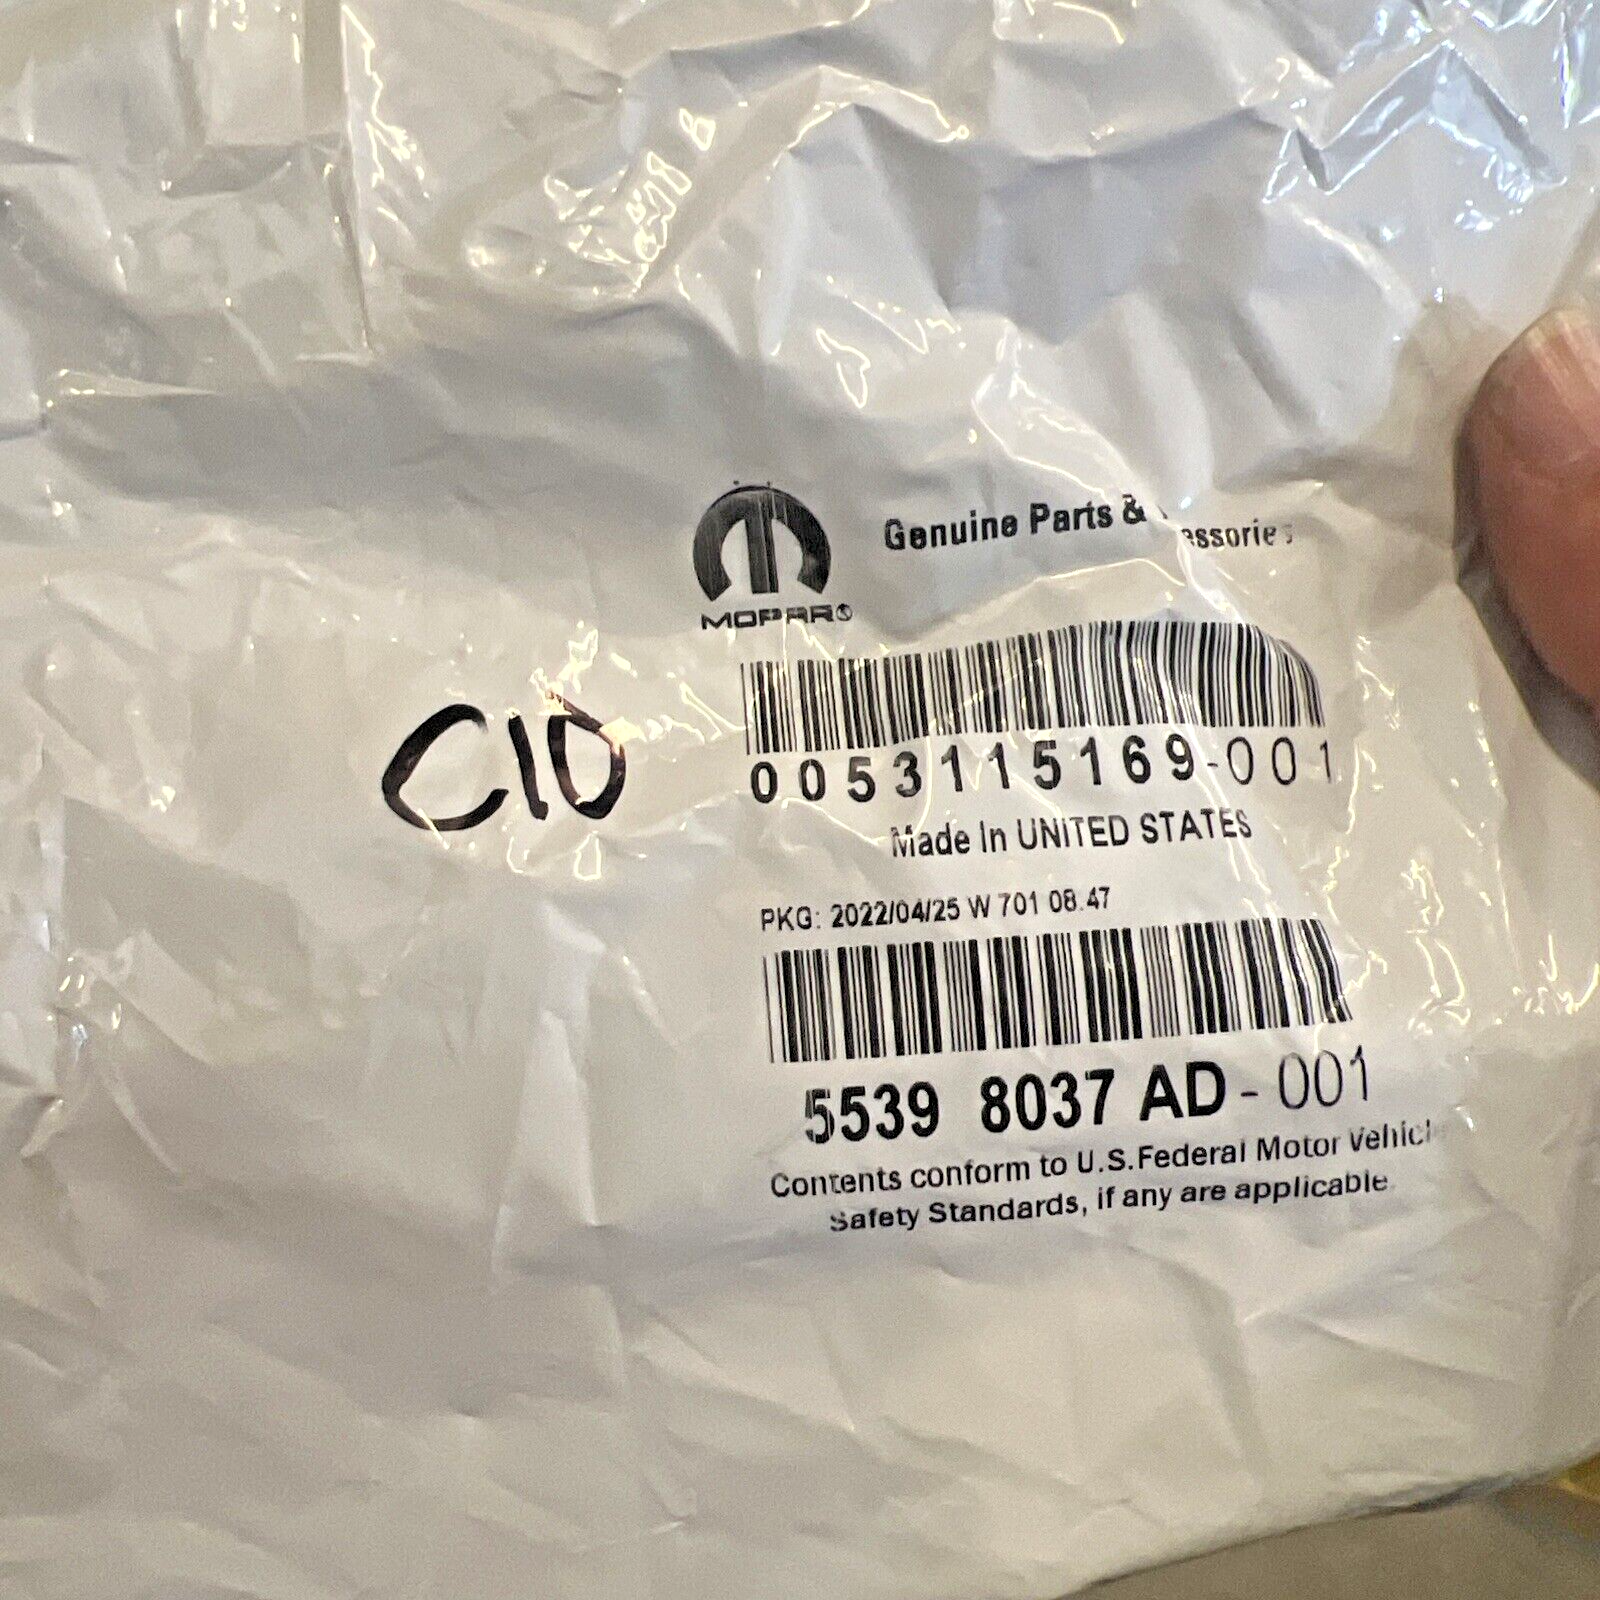 Genuine Parts &
MOPAR®
C10
0053115169-001
Made In UNITED STATES
PKG: 2022/04/25 W 701 08.47
5539 8037 AD-001
Contents conform to U.S.Federal Motor Vehicle
Safety Standards, if any are applicable